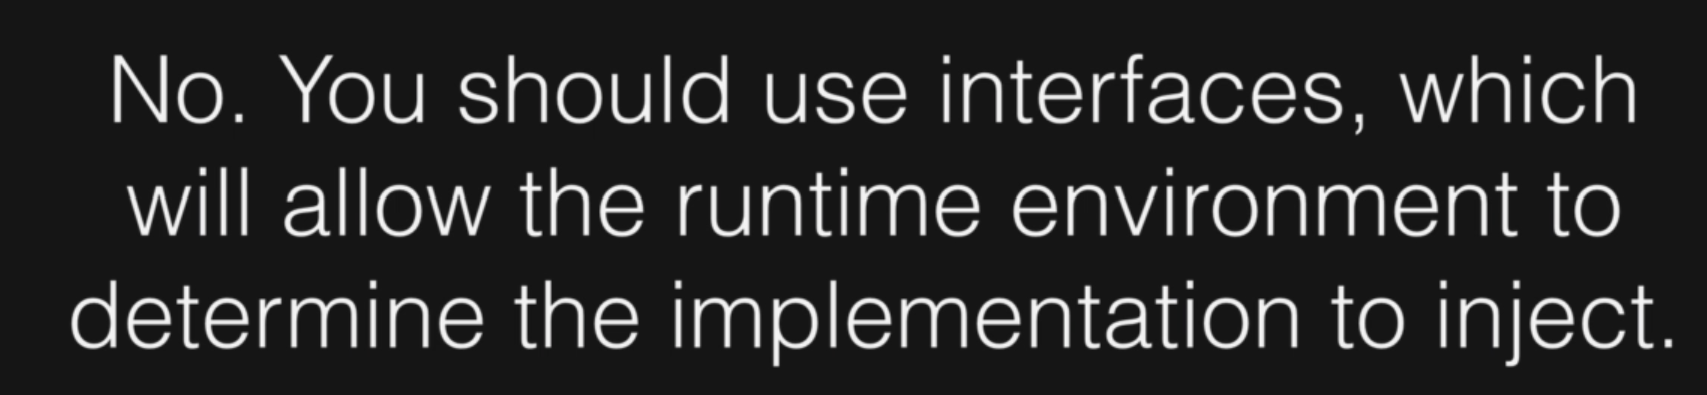 No. You should use interfaces, which
will allow the runtime environment to
determine the implementation to inject.